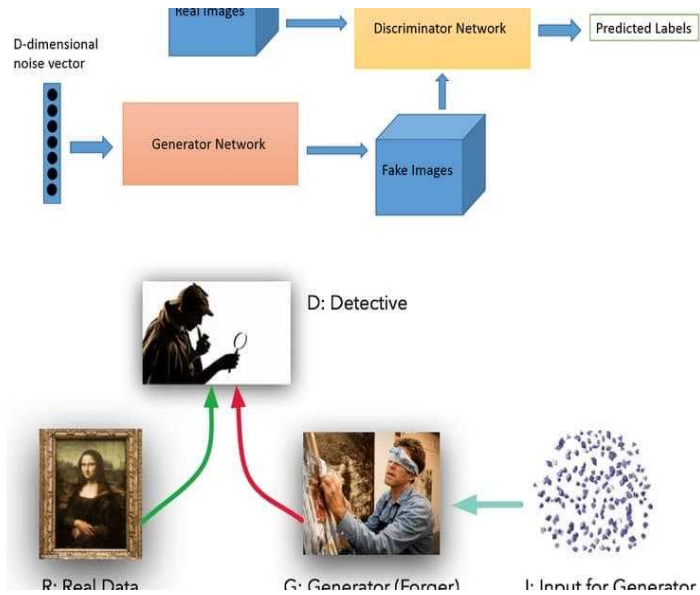 Real Images
Discriminator Network
Predicted Labels
D-dimensional
noise vector
Generator Network
Fake Images
D: Detective
R: Real Data
G: Generator (Forger)
I: Input for Generator